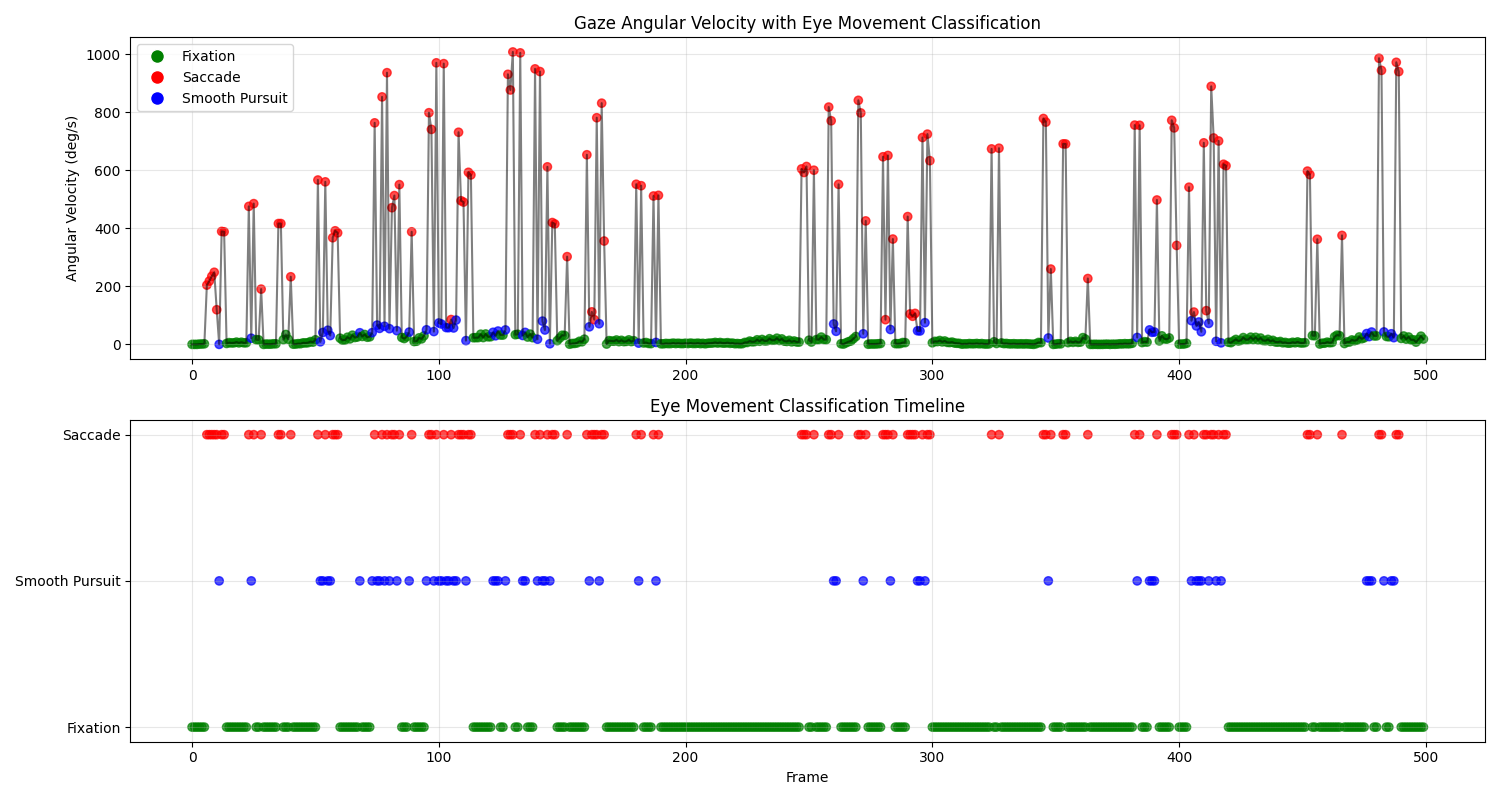 Gaze Angular Velocity with Eye Movement Classification
Angular Velocity (deg/s)
1000
800
600
400
200
0
Fixation
Saccade
Smooth Pursuit
0 100 200 300 400 500
Eye Movement Classification Timeline
Saccade
Smooth Pursuit
Fixation
0 100 200 300 400 500
Frame